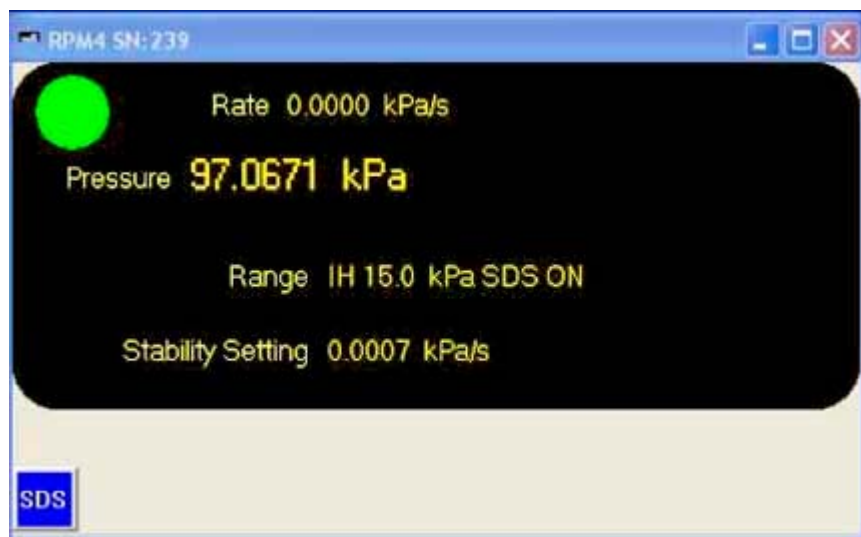 RPM4 SN:239
Rate 0.0000 kPa/s
Pressure 97.0671 kPa
Range IH 15.0 kPa SDS ON
Stability Setting 0.0007 kPa/s
SDS